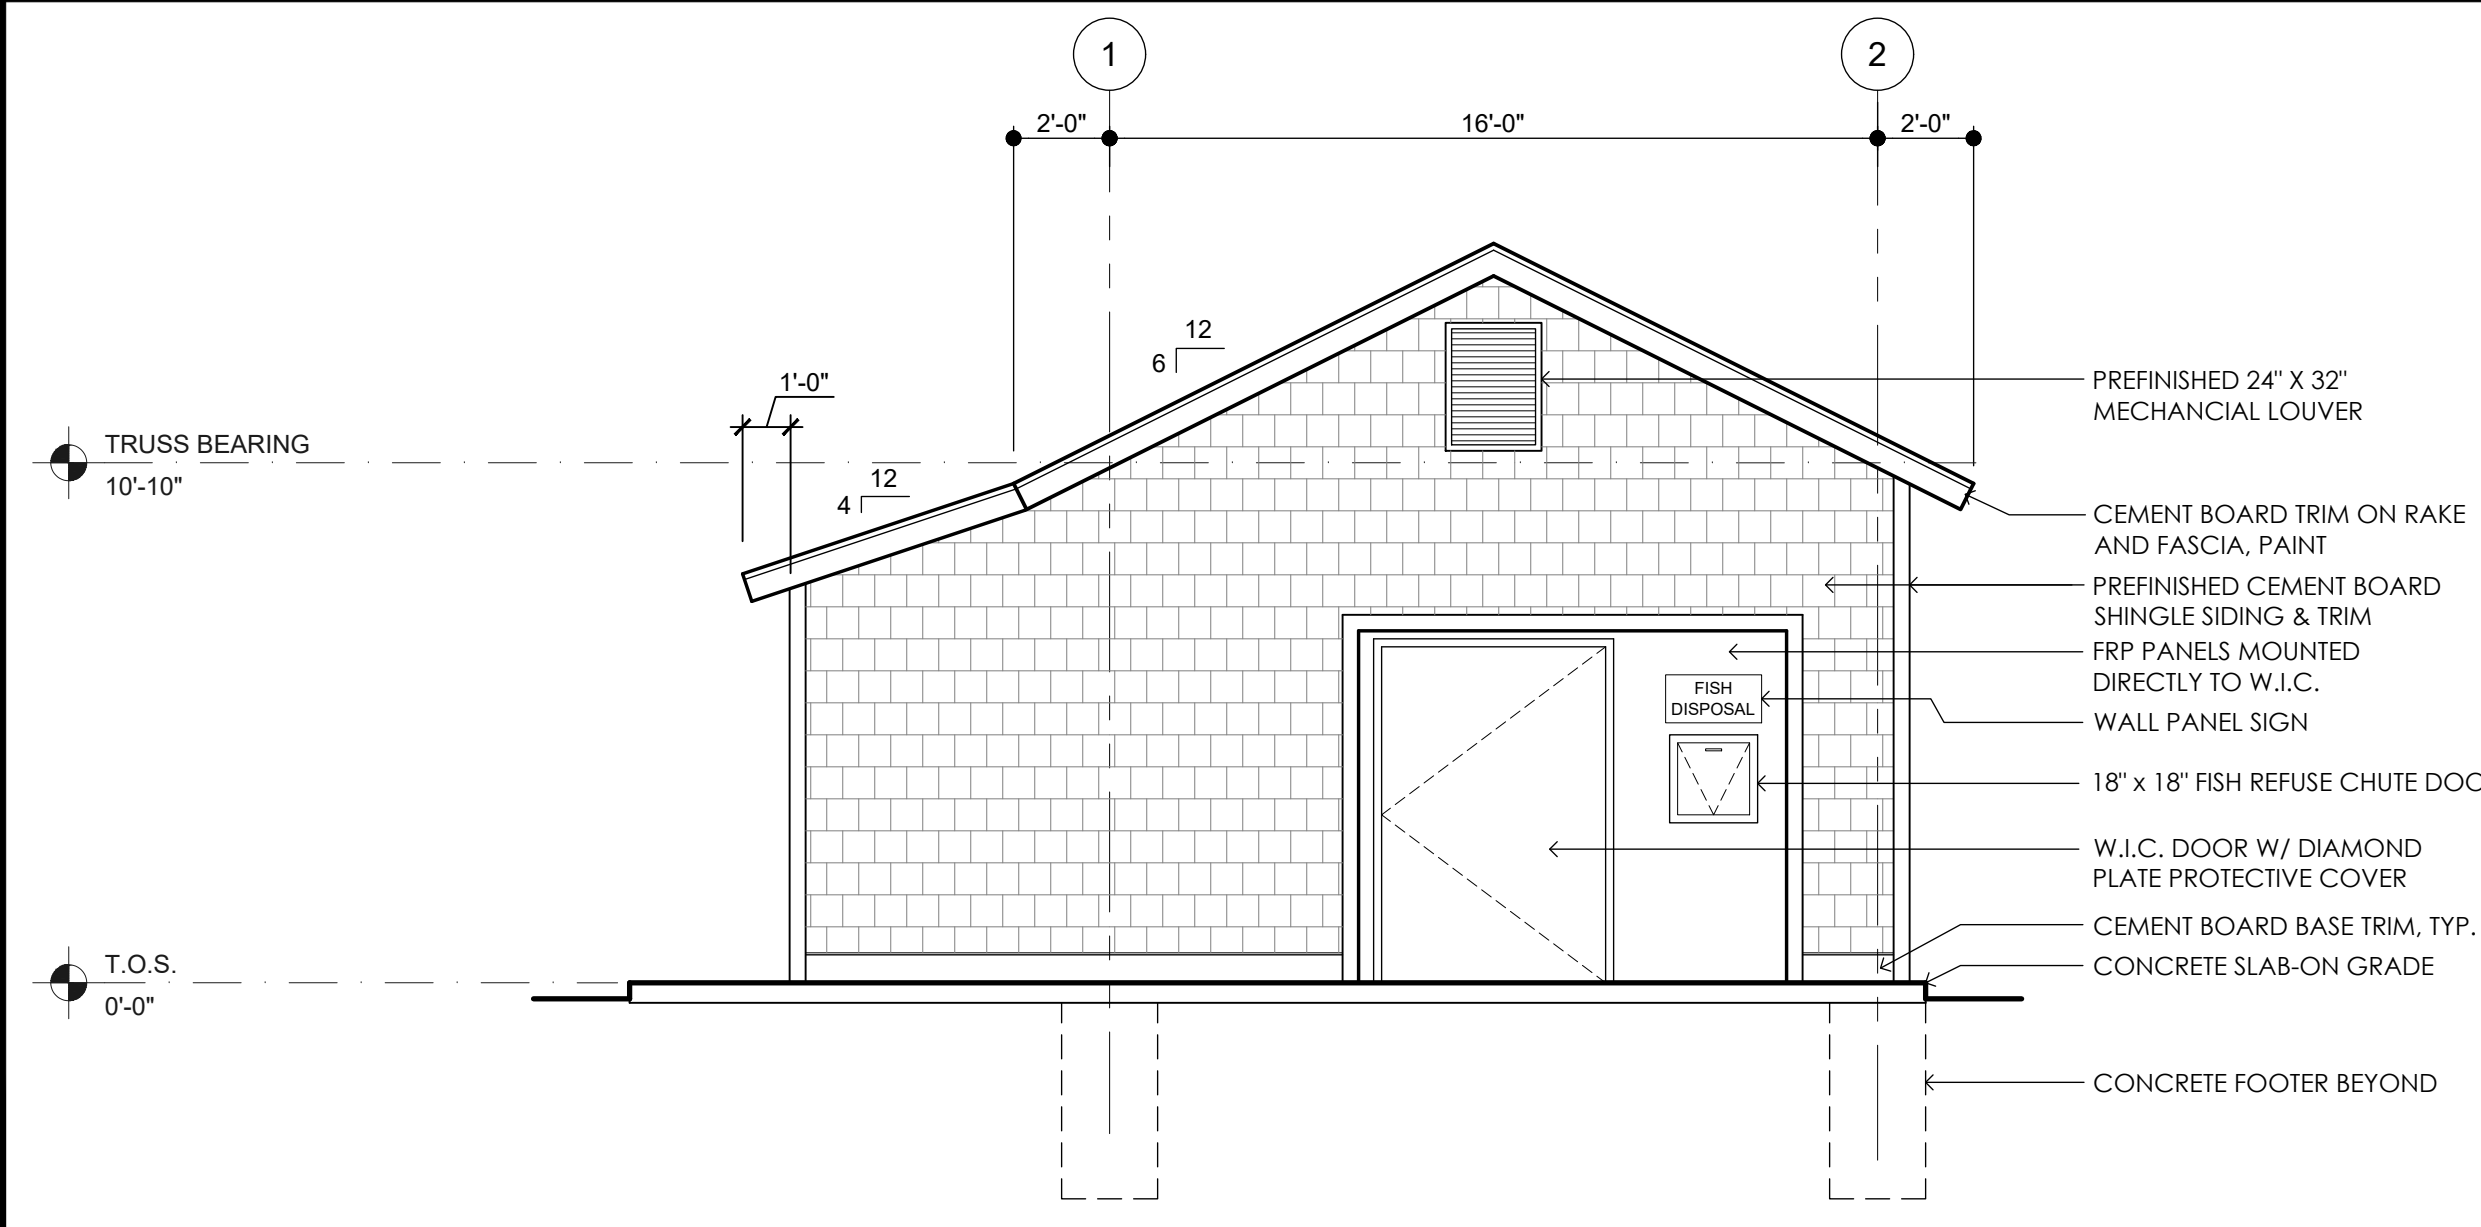 1
2
2'-0"
16'-0"
2'-0"
12
6
1'-0"
12
4
TRUSS BEARING
10'-10"
PREFINISHED 24" X 32"
MECHANCIAL LOUVER
CEMENT BOARD TRIM ON RAKE
AND FASCIA, PAINT
PREFINISHED CEMENT BOARD
SHINGLE SIDING & TRIM
FRP PANELS MOUNTED
DIRECTLY TO W.I.C.
FISH
DISPOSAL
WALL PANEL SIGN
18" x 18" FISH REFUSE CHUTE DOO
W.I.C. DOOR W/ DIAMOND
PLATE PROTECTIVE COVER
CEMENT BOARD BASE TRIM, TYP.
T.O.S.
0'-0"
CONCRETE SLAB-ON GRADE
CONCRETE FOOTER BEYOND